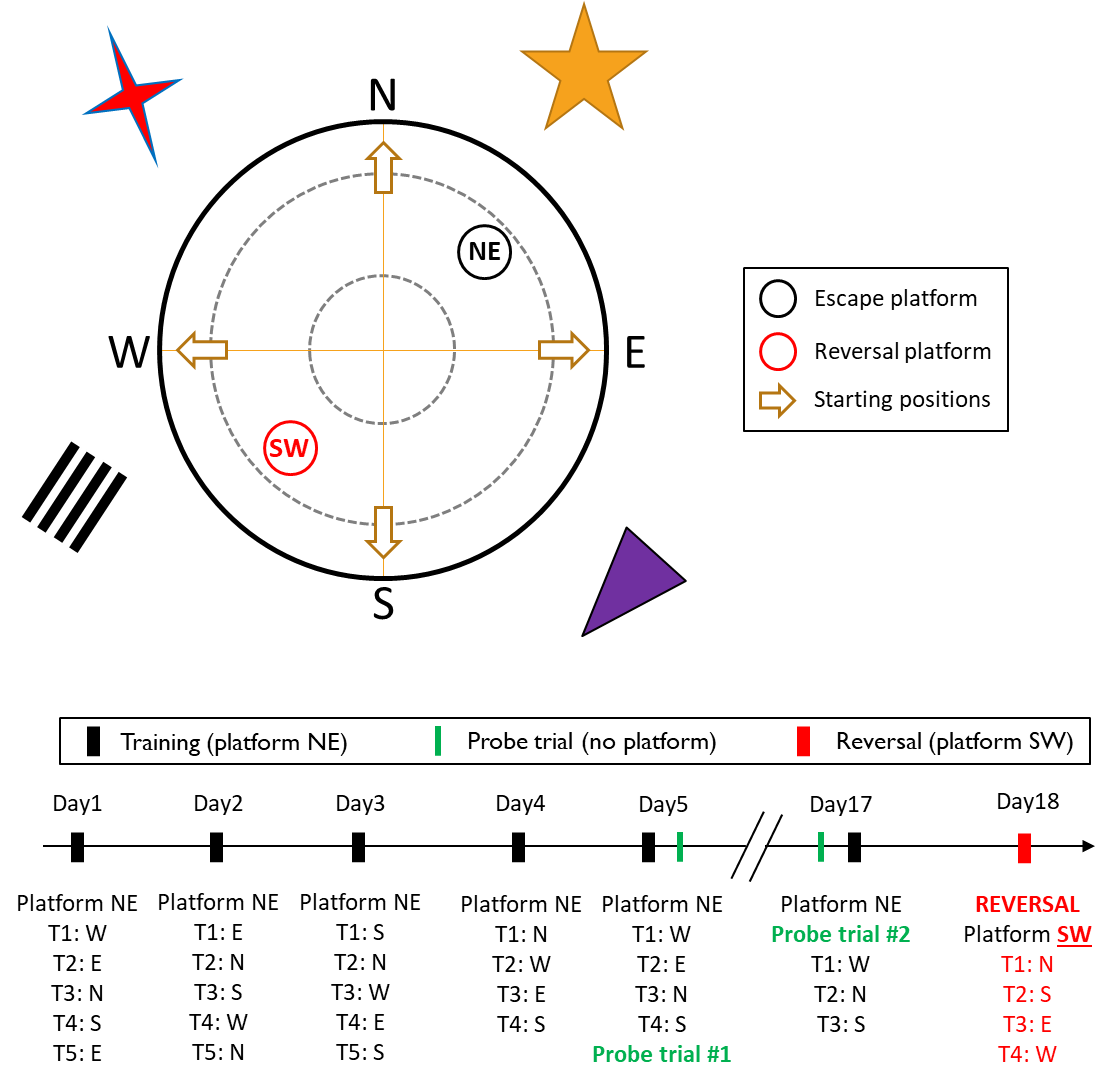 N
NE
W
E
SW
S
Escape platform
Reversal platform
Starting positions
Training (platform NE)
Probe trial (no platform)
Reversal (platform SW)
Day1
Day2
Day3
Day4
Day5
Day17
Day18
Platform NE
T1: W
T2: E
T3: N
T4: S
T5: E
Platform NE
T1: E
T2: N
T3: S
T4: W
T5: N
Platform NE
T1: S
T2: N
T3: W
T4: E
T5: S
Platform NE
T1: N
T2: W
T3: E
T4: S
Platform NE
T1: W
T2: E
T3: N
T4: S
Probe trial #1
Platform NE
Probe trial #2
T1: W
T2: N
T3: S
REVERSAL
Platform SW
T1: N
T2: S
T3: E
T4: W